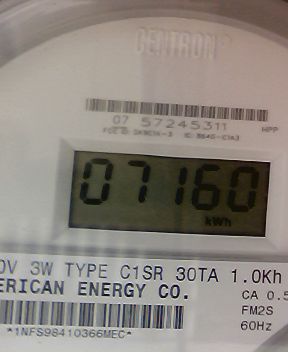 CENTRON
07 57245311
HPP
07160
kWh
0V 3W TYPE C1SR 30TA 1.0Kh
ERICAN ENERGY CO.
CA 0.5
FM2S
60Hz
*1NFS98410366MEC*